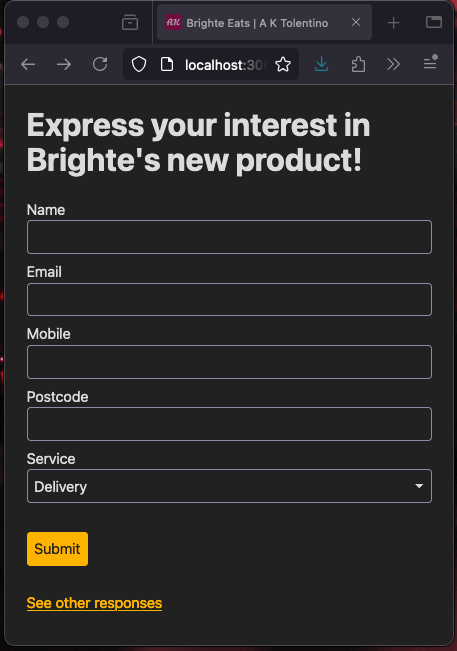 AK Brighte Eats | A K Tolentino
localhost:300
Express your interest in
Brighte's new product!
Name
Email
Mobile
Postcode
Service
Delivery
Submit
See other responses